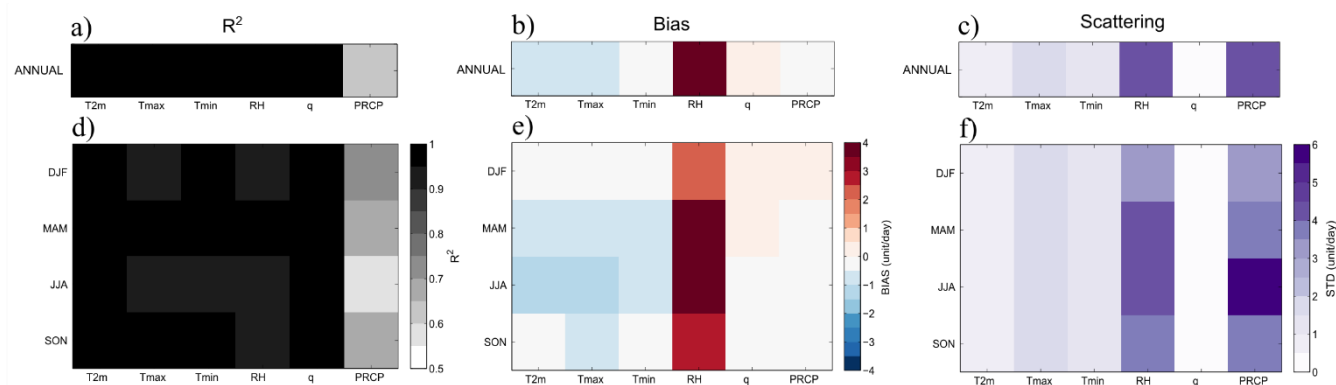 a) R² b) Bias c) Scattering
ANNUAL ANNUAL ANNUAL
T2m Tmax Tmin RH q PRCP T2m Tmax Tmin RH q PRCP T2m Tmax Tmin RH q PRCP
d) e) f)
DJF
MAM
JJA
SON
T2m Tmax Tmin RH q PRCP
1
0.9
0.8
0.7
0.6
0.5
R²
DJF
MAM
JJA
SON
T2m Tmax Tmin RH q PRCP
4
3
2
1
0
−1
−2
−3
−4
BIAS (unit/day)
DJF
MAM
JJA
SON
T2m Tmax Tmin RH q PRCP
6
5
4
3
2
1
0
STD (unit/day)